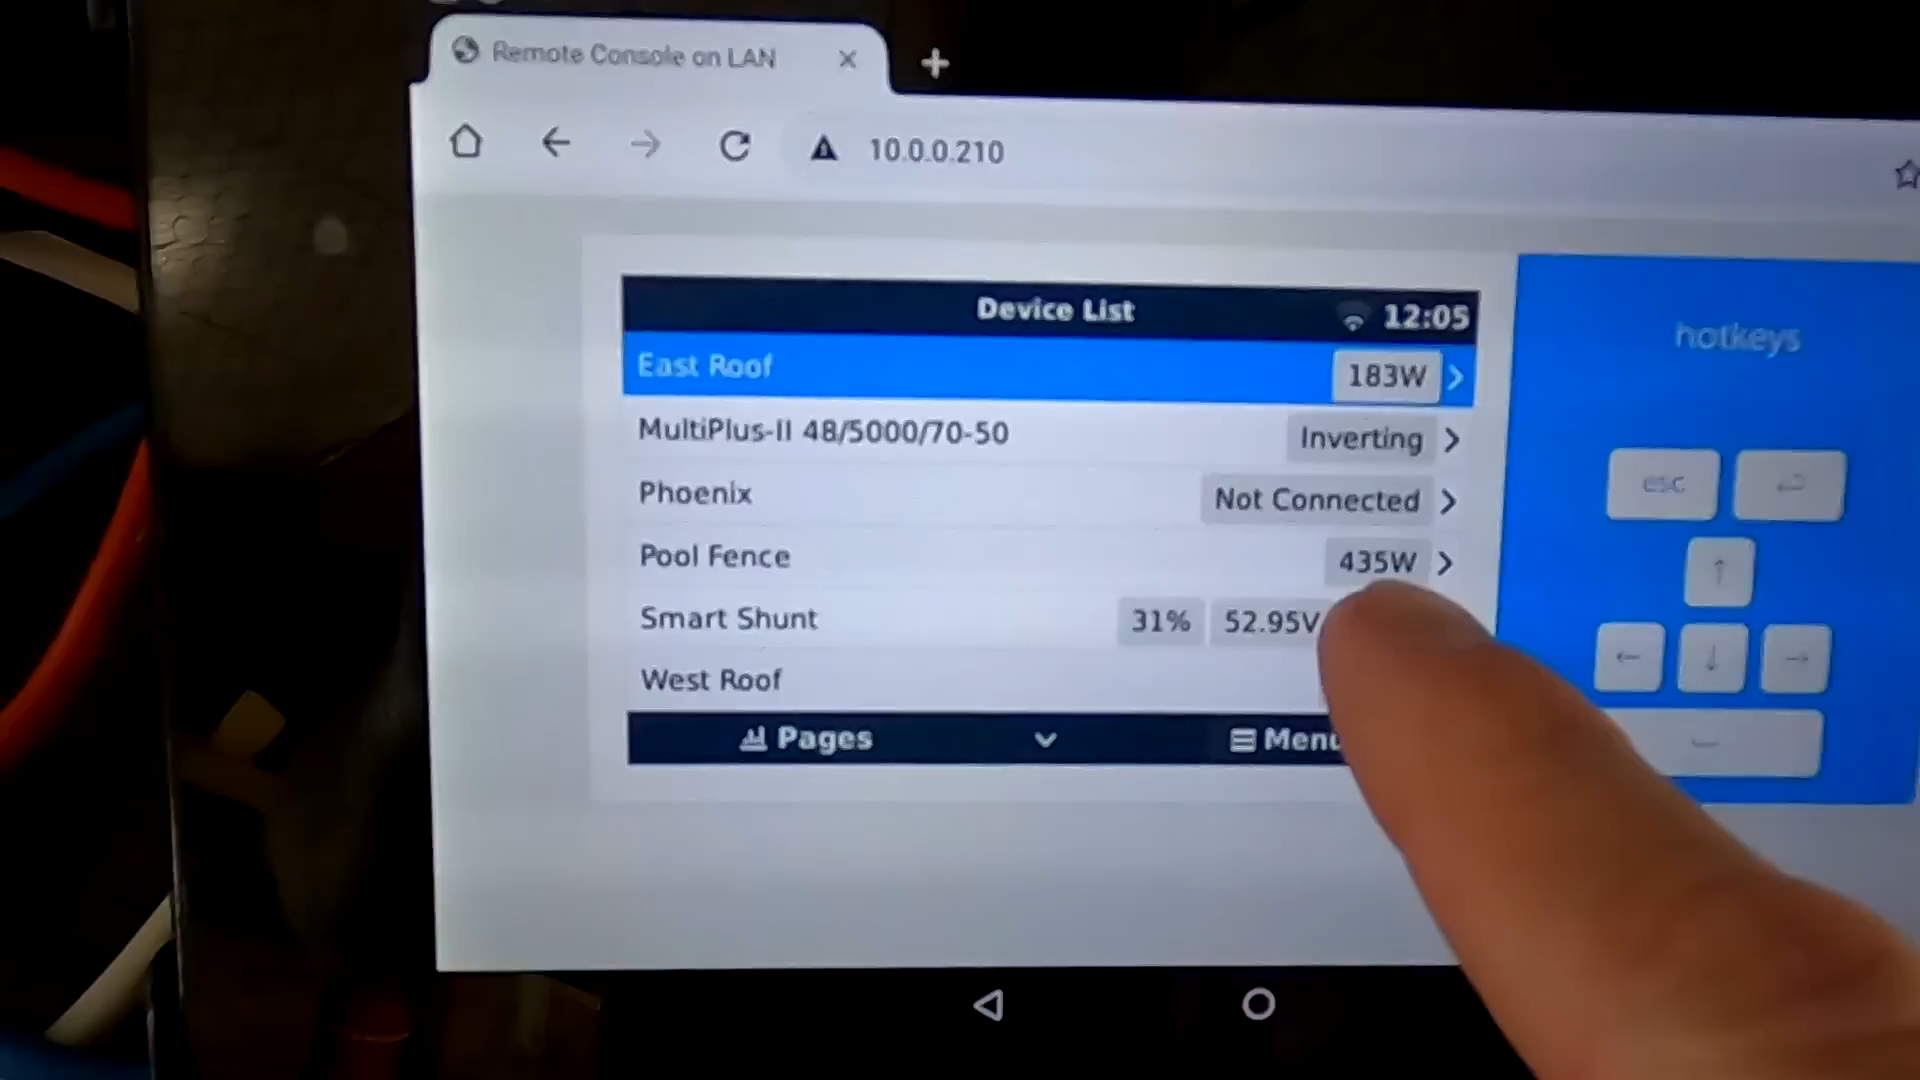 Remote Console on LAN
10.0.0.210
Device List 12:05
East Roof 183W
MultiPlus-II 48/5000/70-50 Inverting
Phoenix Not Connected
Pool Fence 435W
Smart Shunt 31% 52.95V
West Roof
Pages Menu
hotkeys
esc